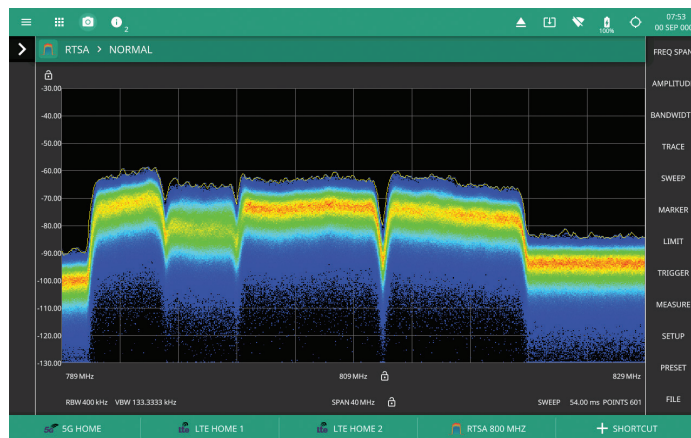 2
100%
07:53
00 SEP 000
RTSA > NORMAL
FREQ SPAN
AMPLITUD
BANDWIDT
TRACE
SWEEP
MARKER
LIMIT
TRIGGER
MEASURE
SETUP
PRESET
FILE
-30.00
-40.00
-50.00
-60.00
-70.00
-80.00
-90.00
-100.00
-110.00
-120.00
-130.00
789 MHz 809 MHz 829 MHz
RBW 400 kHz VBW 133.3333 kHz SPAN 40 MHz SWEEP 54.00 ms POINTS 601
5G 5G HOME lte LTE HOME 1 lte LTE HOME 2 RTSA 800 MHZ + SHORTCUT